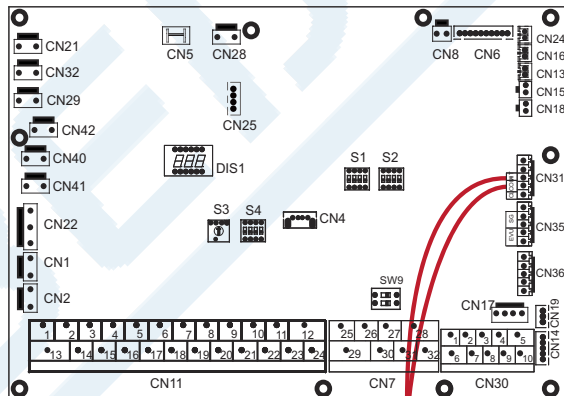 CN21
CN32
CN29
CN42
CN40
CN41
CN22
CN1
CN2
CN5
CN28
CN25
DIS1
S1 S2
S3 S4
CN4
SW9
CN8 CN6
CN24
CN16
CN13
CN15
CN18
CN31
CN35
SG
EVU
CN36
CN17
CN19
CN14
1 2 3 4 5 6 7 8 9 10 11 12
13 14 15 16 17 18 19 20 21 22 23 24
CN11
25 26 27 28
29 30 31 32
CN7
1 2 3 4 5
6 7 8 9 10
CN30